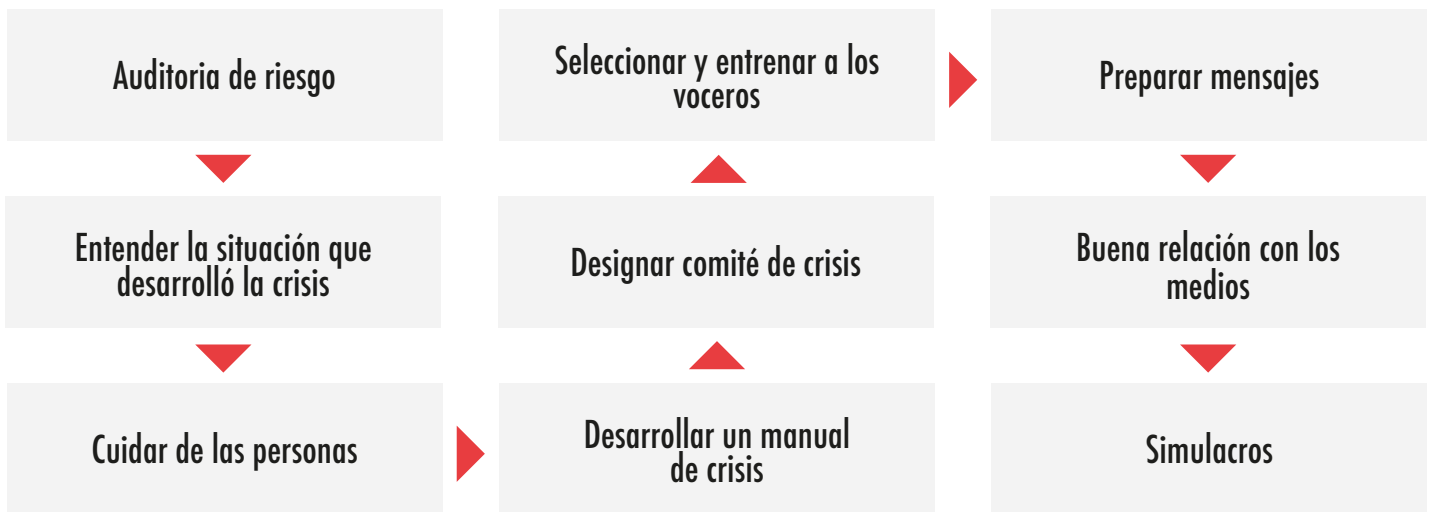 Auditoria de riesgo
Entender la situación que
desarrolló la crisis
Cuidar de las personas
Desarrollar un manual
de crisis
Designar comité de crisis
Seleccionar y entrenar a los
voceros
Preparar mensajes
Buena relación con los
medios
Simulacros